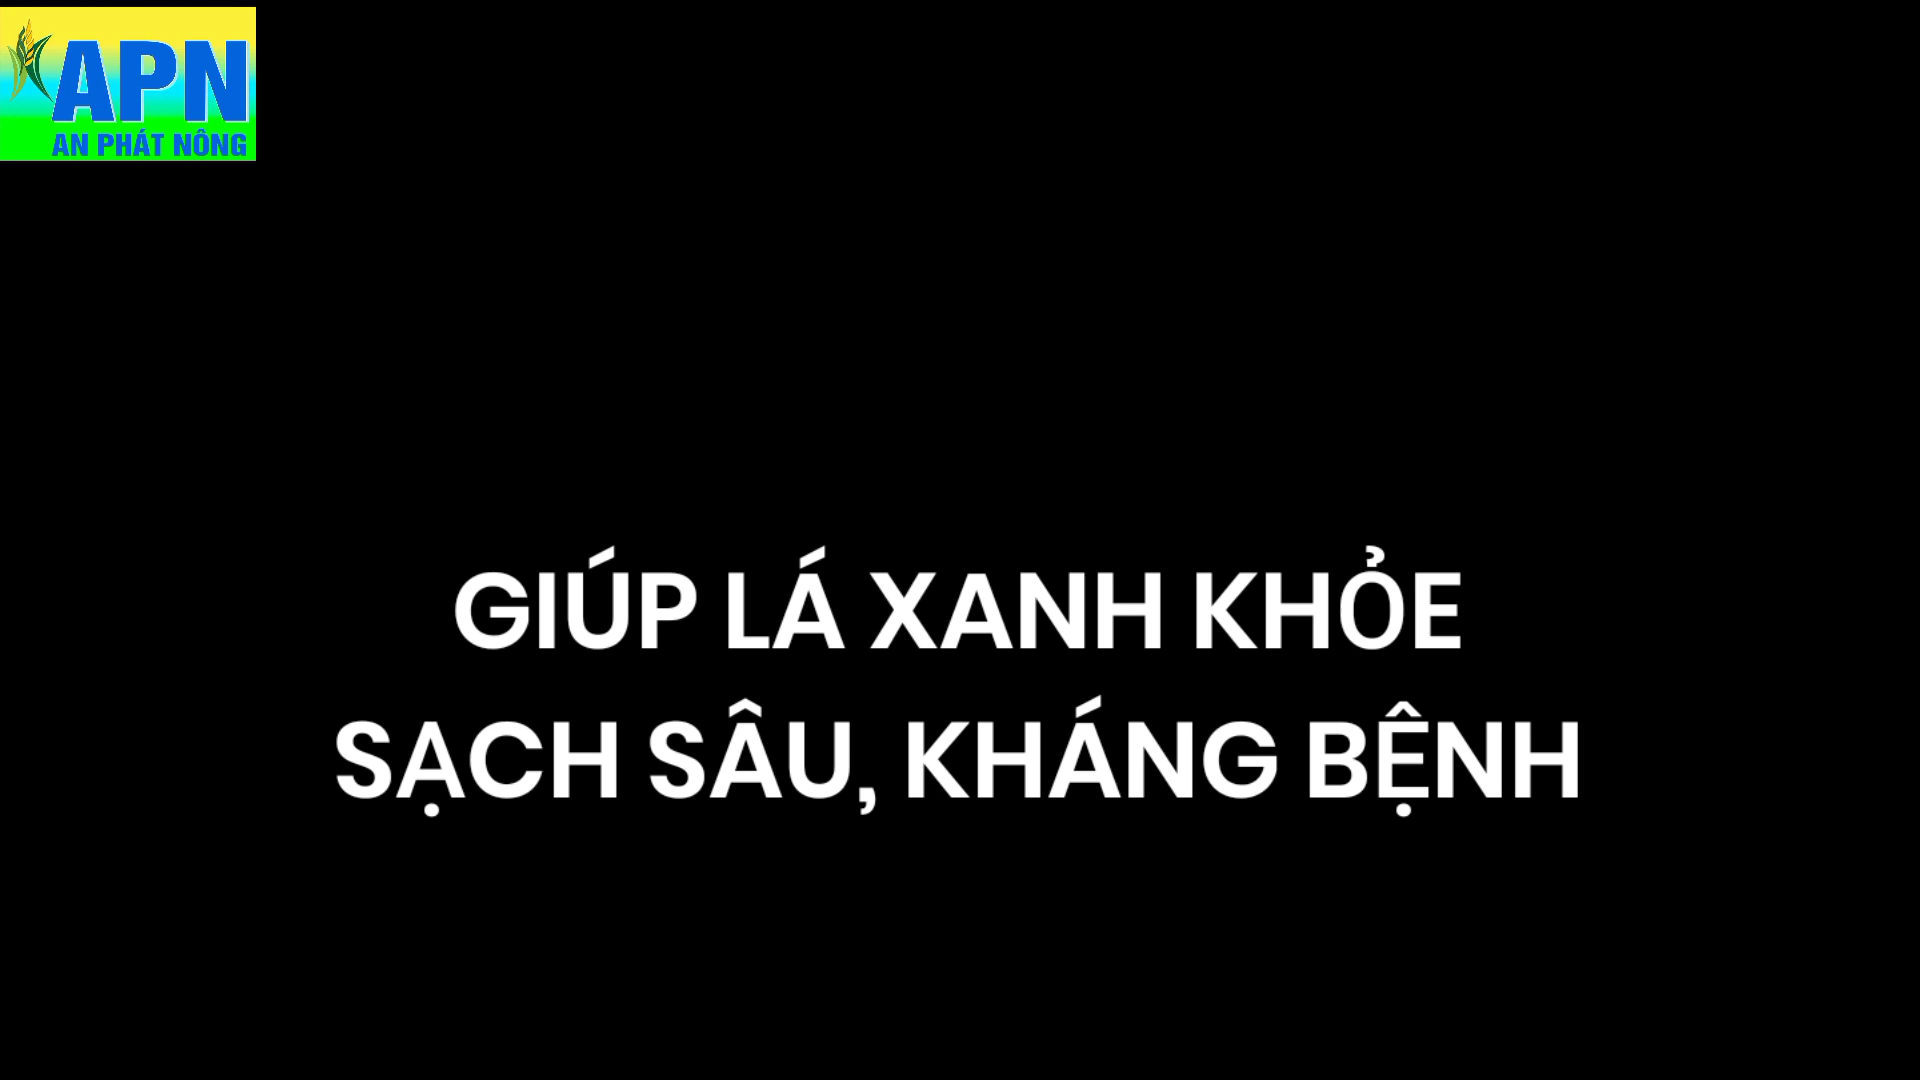 APN
AN PHÁT NÔNG
GIÚP LÁ XANH KHỎE
SẠCH SÂU, KHÁNG BỆNH